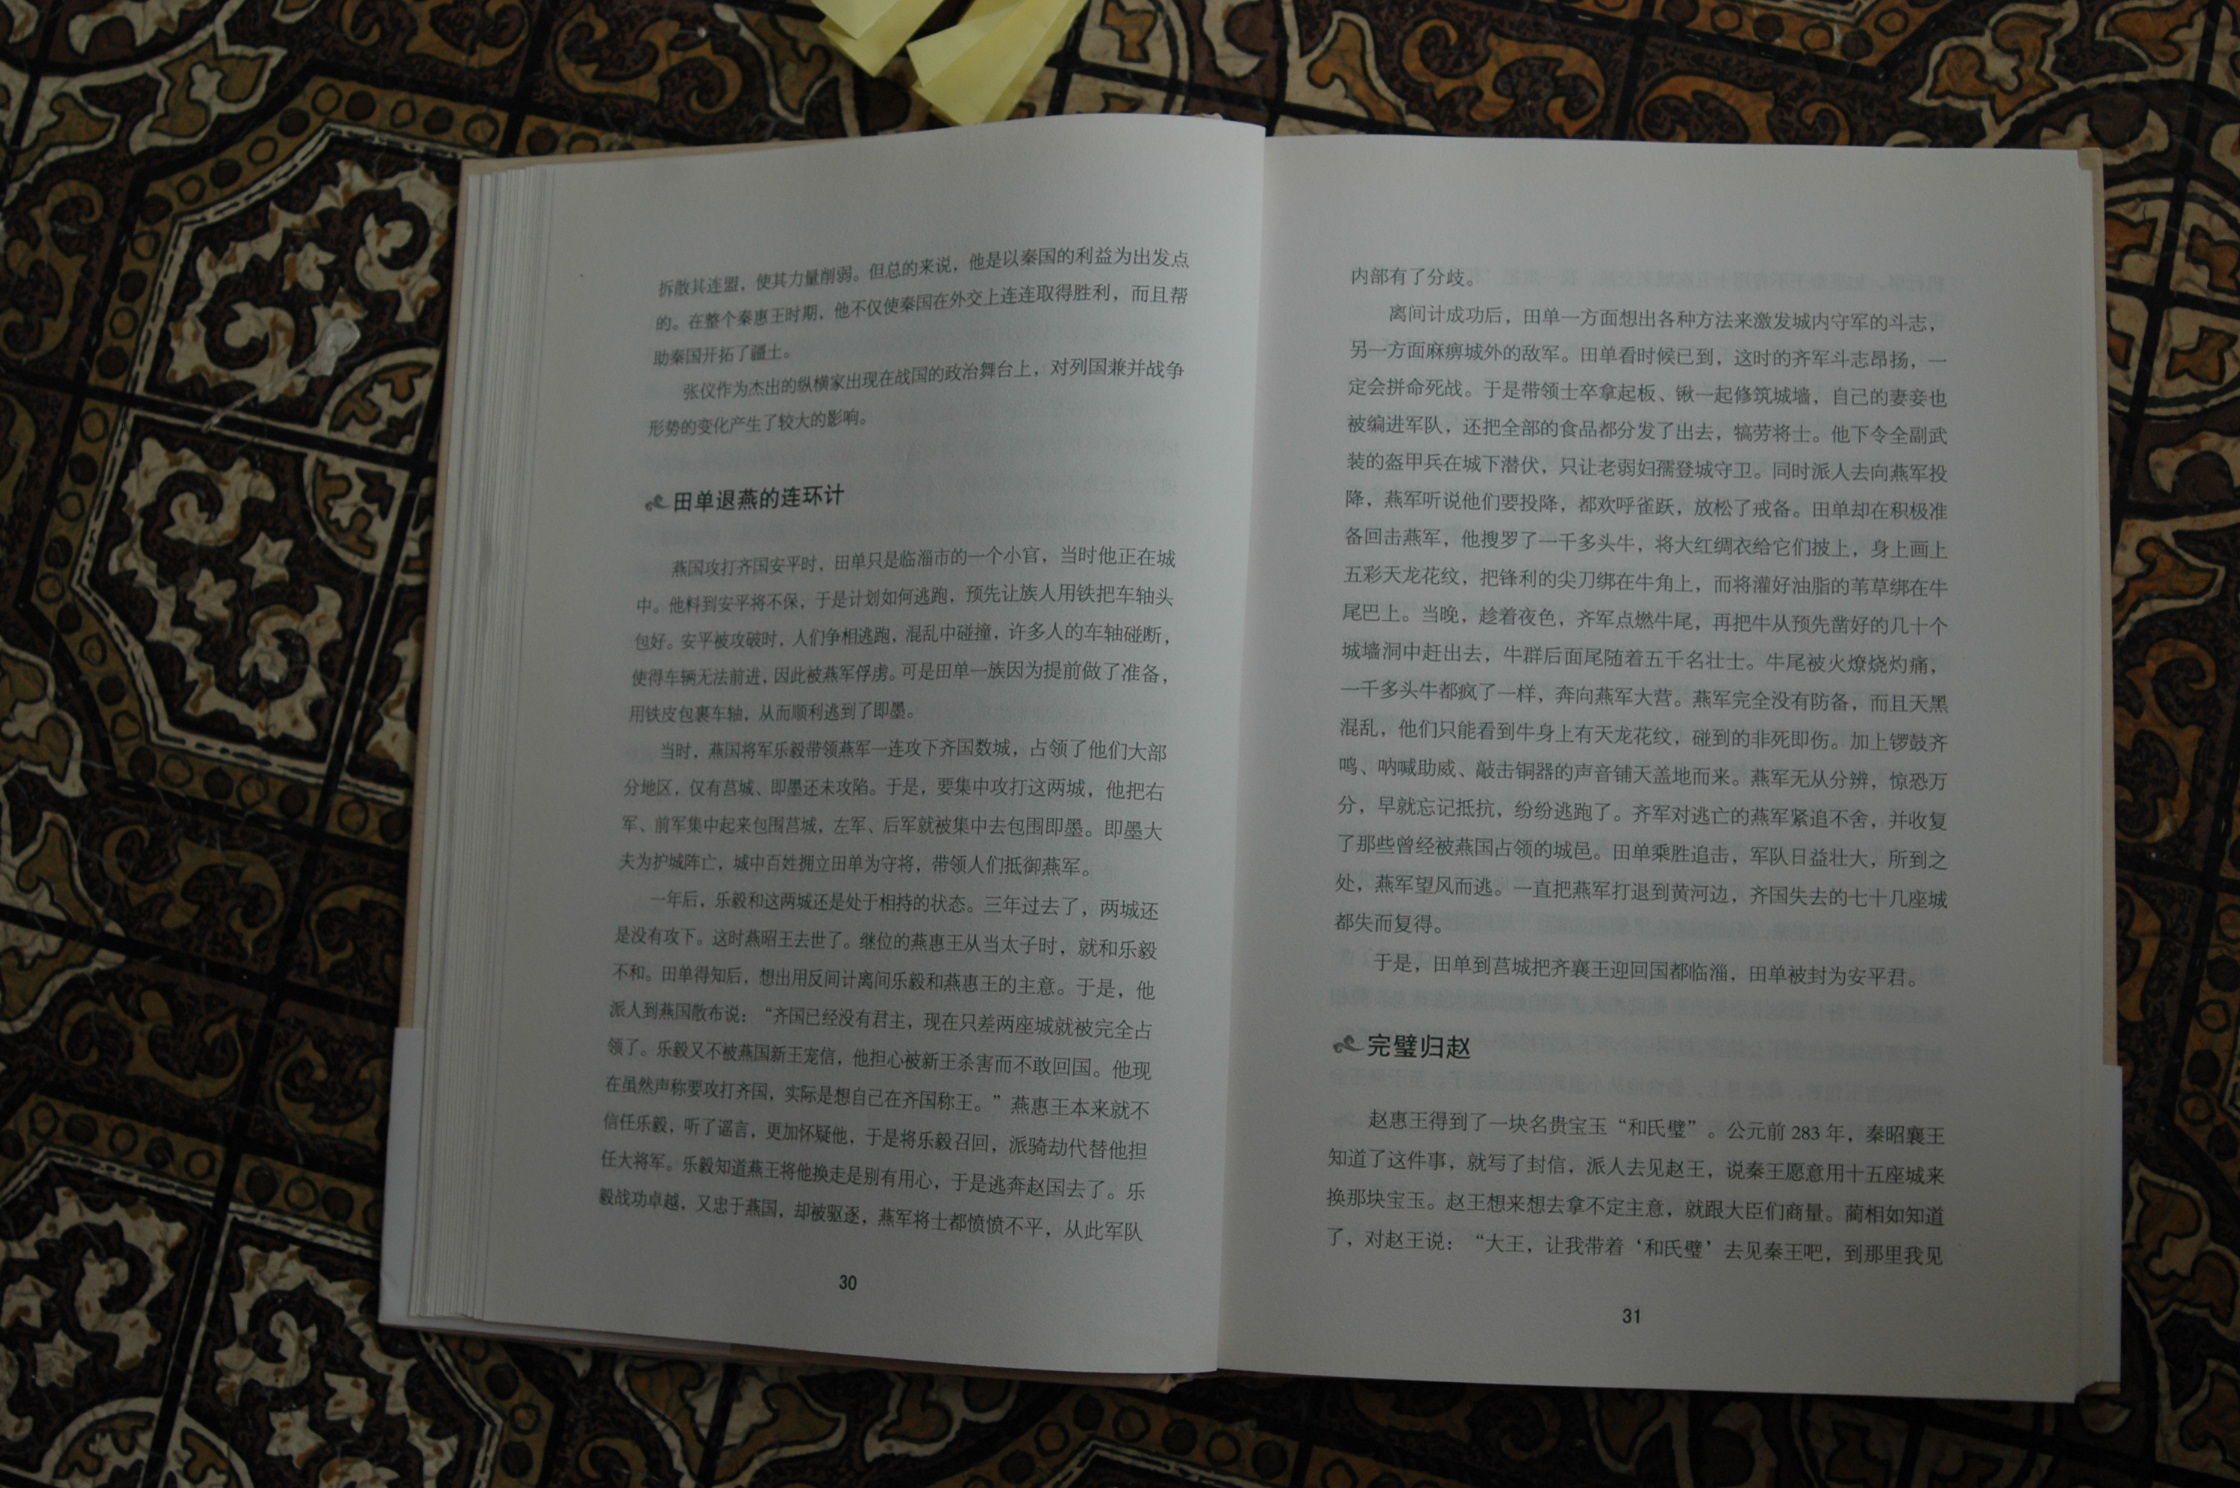 拆散其连盟，使其力量削弱。但总的来说，他是以秦国的利益为出发点
的。在整个秦惠王时期，他不仅使秦国在外交上连连取得胜利，而且帮
助秦国开拓了疆土。
张仪作为杰出的纵横家出现在战国的政治舞台上，对列国兼并战争
形势的变化产生了较大的影响。
田单退燕的连环计
燕国攻打齐国安平时，田单只是临淄市的一个小官，当时他正在城
中。他料到安平将不保，于是计划如何逃跑，预先让族人用铁把车轴头
包好。安平被攻破时，人们争相逃跑，混乱中碰撞，许多人的车轴碰断，
使得车辆无法前进，因此被燕军俘虏。可是田单一族因为提前做了准备，
用铁皮包裹车轴，从而顺利逃到了即墨。
当时，燕国将军乐毅带领燕军一连攻下齐国数城，占领了他们大部
分地区，仅有莒城、即墨还未攻陷。于是，要集中攻打这两城，他把右
军、前军集中起来包围莒城，左军、后军就被集中去包围即墨。即墨大
夫为护城阵亡，城中百姓拥立田单为守将，带领人们抵御燕军。
一年后，乐毅和这两城还是处于相持的状态。三年过去了，两城还
是没有攻下。这时燕昭王去世了。继位的燕惠王从当太子时，就和乐毅
不和。田单得知后，想出用反间计离间乐毅和燕惠王的主意。于是，他
派人到燕国散布说：“齐国已经没有君主，现在只差两座城就被完全占
领了。乐毅又不被燕国新王宠信，他担心被新王杀害而不敢回国。他现
在虽然声称要攻打齐国，实际是想自己在齐国称王。”燕惠王本来就不
信任乐毅，听了谣言，更加怀疑他，于是将乐毅召回，派骑劫代替他担
任大将军。乐毅知道燕王将他换走是别有用心，于是逃奔赵国去了。乐
毅战功卓越，又忠于燕国，却被驱逐，燕军将士都愤愤不平，从此军队
30
内部有了分歧。
离间计成功后，田单一方面想出各种方法来激发城内守军的斗志，
另一方面麻痹城外的敌军。田单看时候已到，这时的齐军斗志昂扬，一
定会拼命死战。于是带领士卒拿起板、锹一起修筑城墙，自己的妻妾也
被编进军队，还把全部的食品都分发了出去，犒劳将士。他下令全副武
装的盔甲兵在城下潜伏，只让老弱妇孺登城守卫。同时派人去向燕军投
降，燕军听说他们要投降，都欢呼雀跃，放松了戒备。田单却在积极准
备回击燕军，他搜罗了一千多头牛，将大红绸衣给它们披上，身上画上
五彩天龙花纹，把锋利的尖刀绑在牛角上，而将灌好油脂的苇草绑在牛
尾巴上。当晚，趁着夜色，齐军点燃牛尾，再把牛从预先凿好的几十个
城墙洞中赶出去，牛群后面尾随着五千名壮士。牛尾被火燎烧灼痛，
一千多头牛都疯了一样，奔向燕军大营。燕军完全没有防备，而且天黑
混乱，他们只能看到牛身上有天龙花纹，碰到的非死即伤。加上锣鼓齐
鸣、呐喊助威、敲击铜器的声音铺天盖地而来。燕军无从分辨，惊恐万
分，早就忘记抵抗，纷纷逃跑了。齐军对逃亡的燕军紧追不舍，并收复
了那些曾经被燕国占领的城邑。田单乘胜追击，军队日益壮大，所到之
处，燕军望风而逃。一直把燕军打退到黄河边，齐国失去的七十几座城
都失而复得。
于是，田单到莒城把齐襄王迎回国都临淄，田单被封为安平君。
完璧归赵
赵惠王得到了一块名贵宝玉“和氏璧”。公元前 283 年，秦昭襄王
知道了这件事，就写了封信，派人去见赵王，说秦王愿意用十五座城来
换那块宝玉。赵王想来想去拿不定主意，就跟大臣们商量。蔺相如知道
了，对赵王说：“大王，让我带着‘和氏璧’去见秦王吧，到那里我见
31